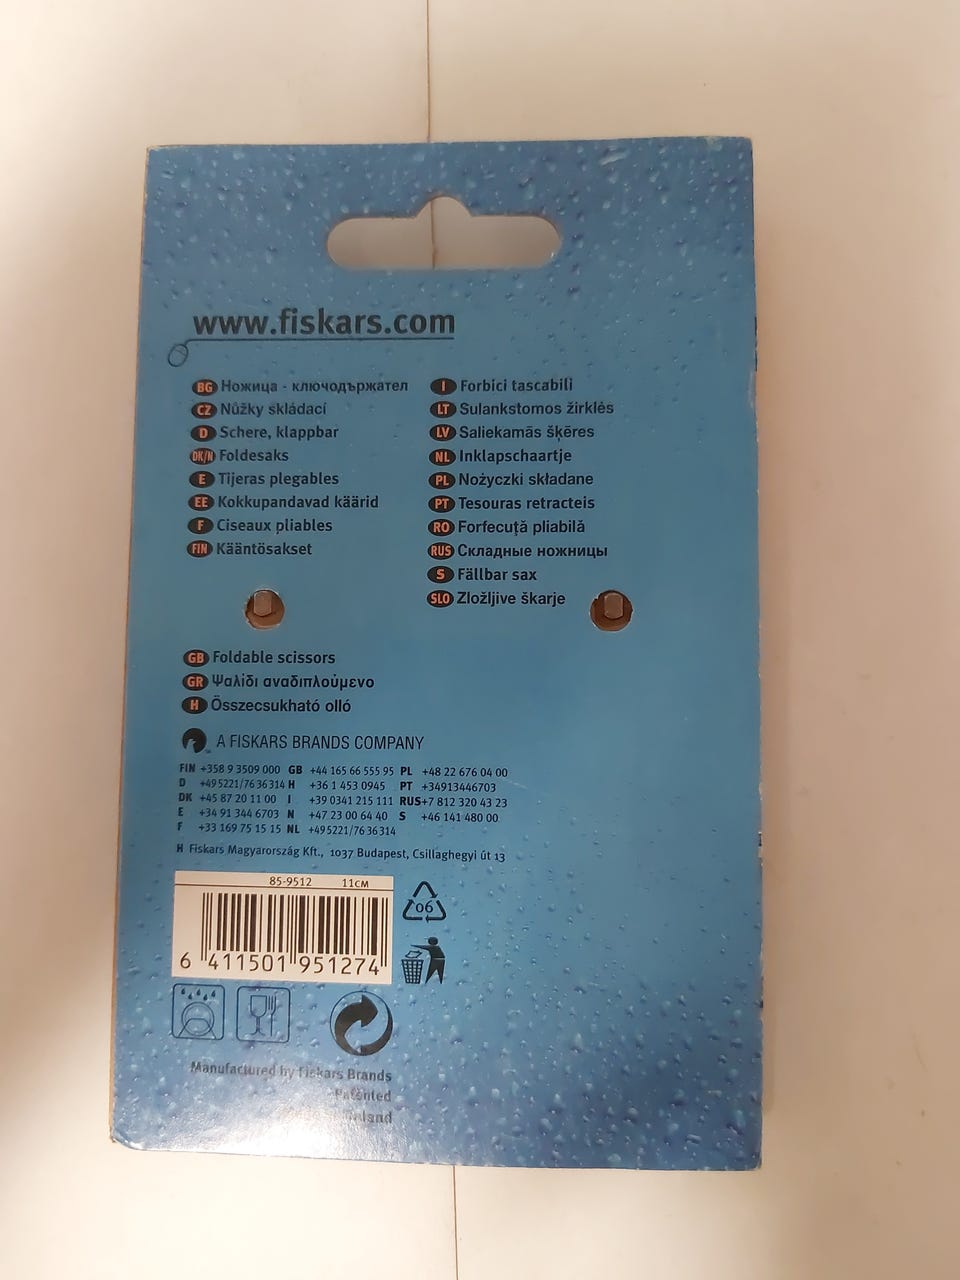 www.fiskars.com
BG Ножица - ключодържател
CZ Nůžky skládací
D Schere, klappbar
DK/N Foldesaks
E Tijeras plegables
EE Kokkupandavad käärid
F Ciseaux pliables
FIN Kääntösakset
I Forbici tascabili
LT Sulankstomos žirklės
LV Saliekamās šķēres
NL Inklapschaartje
PL Nożyczki składane
PT Tesouras retracteis
RO Forfecuţă pliabilă
RUS Складные ножницы
S Fällbar sax
SLO Zložljive škarje
GB Foldable scissors
GR Ψαλίδι αναδιπλούμενο
H Összecsukható olló
A FISKARS BRANDS COMPANY
FIN +358 9 3509 000 GB +44 165 66 555 95 PL +48 22 676 04 00
D +49 5221/76 36 314 H +36 1 453 0945 PT +34913446703
DK +45 87 20 11 00 I +39 0341 215 111 RUS +7 812 320 43 23
E +34 91 344 6703 N +47 23 00 64 40 S +46 141 480 00
F +33 169 75 15 15 NL +49 5221/76 36 314
H Fiskars Magyarország Kft., 1037 Budapest, Csillaghegyi út 13
85-9512 11см
6 411501 951274
06
Manufactured by Fiskars Brands
Patented
Finland